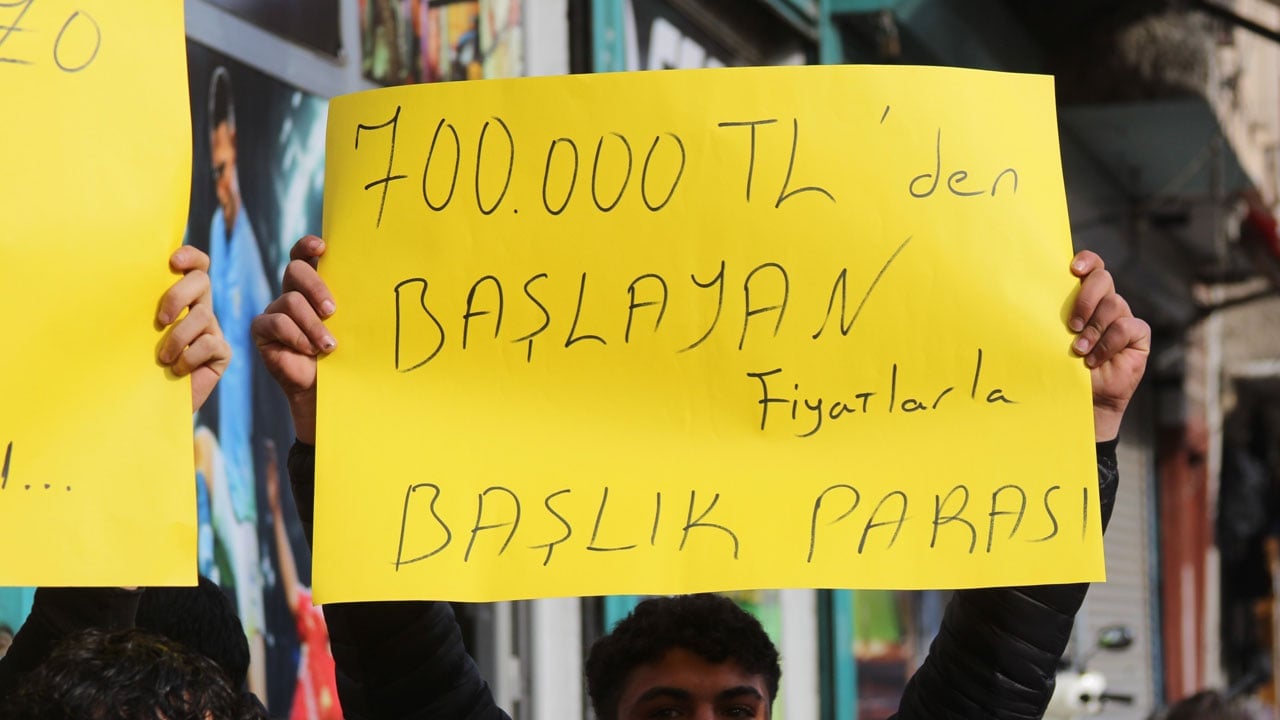 700.000 TL 'den
BAŞLAYAN
Fiyatlarla
BAŞLIK PARASI